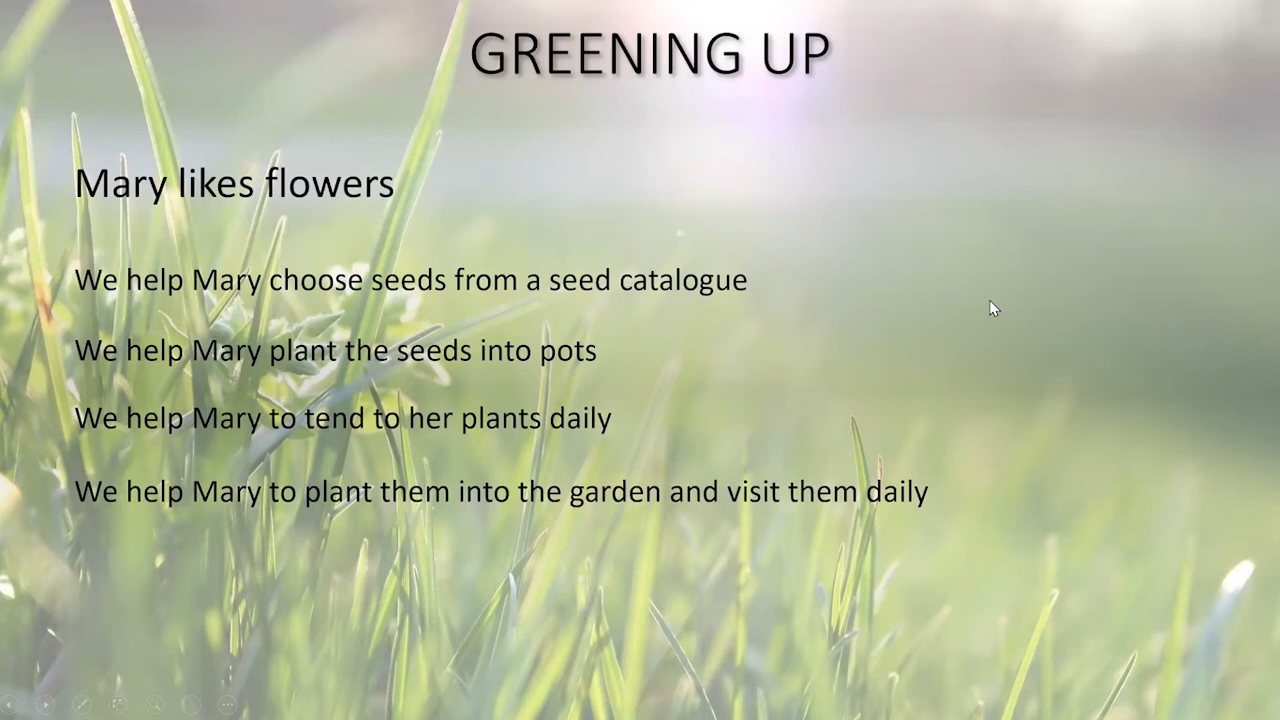 GREENING UP
Mary likes flowers
We help Mary choose seeds from a seed catalogue
We help Mary plant the seeds into pots
We help Mary to tend to her plants daily
We help Mary to plant them into the garden and visit them daily